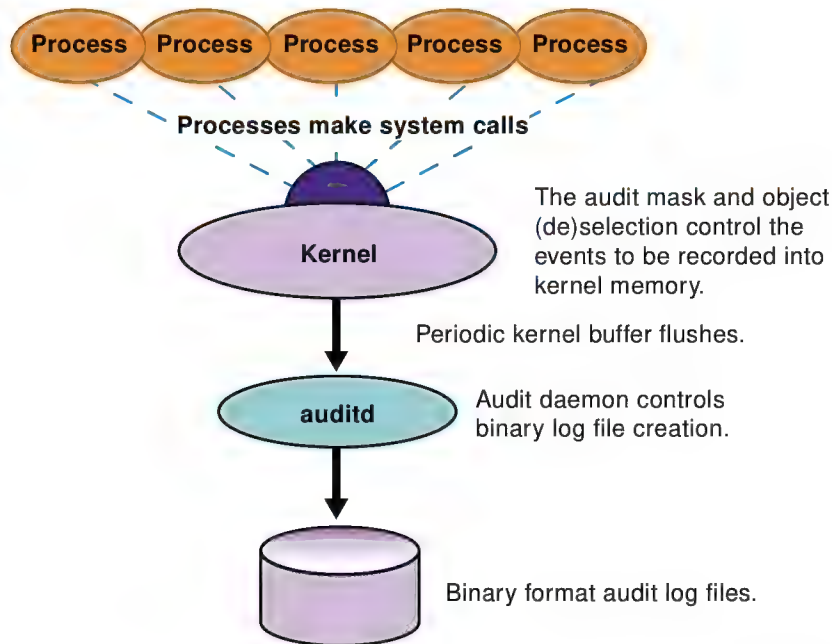 Process Process Process Process Process
Processes make system calls
The audit mask and object
(de)selection control the
events to be recorded into
kernel memory.
Kernel
Periodic kernel buffer flushes.
Audit daemon controls
binary log file creation.
auditd
Binary format audit log files.